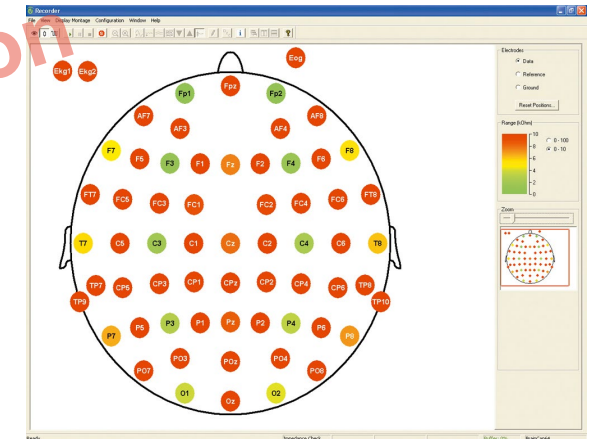 Recorder
File View Display Montage Configuration Window Help
on
Ekg1 Ekg2 Eog
Fp1 Fpz Fp2
AF7 AF3 AF4 AF8
F7 F5 F3 F1 Fz F2 F4 F6 F8
FT7 FC5 FC3 FC1 FC2 FC4 FC6 FT8
T7 C5 C3 C1 Cz C2 C4 C6 T8
TP7 CP5 CP3 CP1 CPz CP2 CP4 CP6 TP8
TP9 TP10
P7 P5 P3 P1 Pz P2 P4 P6
PO7 PO3 POz PO4 PO8
O1 Oz O2
Electrodes
Data
Reference
Ground
Reset Positions...
Range (kOhm)
10
8
6
4
2
0
0 - 100
0 - 10
Zoom
Ready Impedance Check